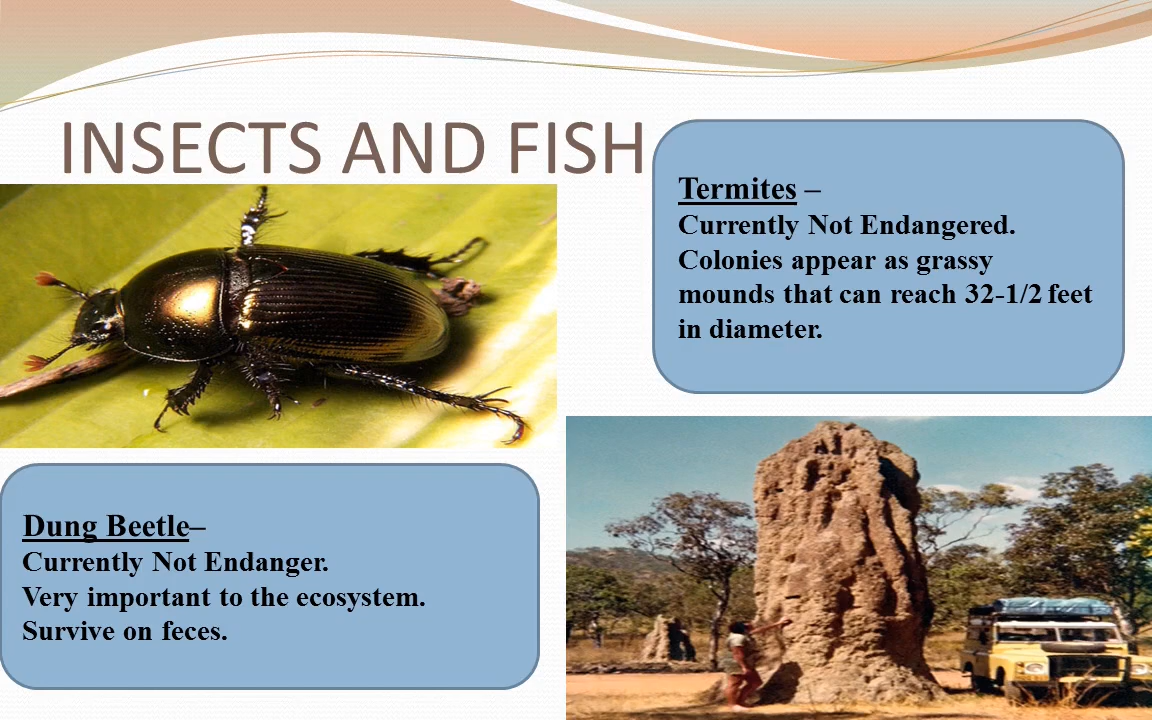 INSECTS AND FISH
Termites –
Currently Not Endangered.
Colonies appear as grassy
mounds that can reach 32-1/2 feet
in diameter.
Dung Beetle–
Currently Not Endanger.
Very important to the ecosystem.
Survive on feces.